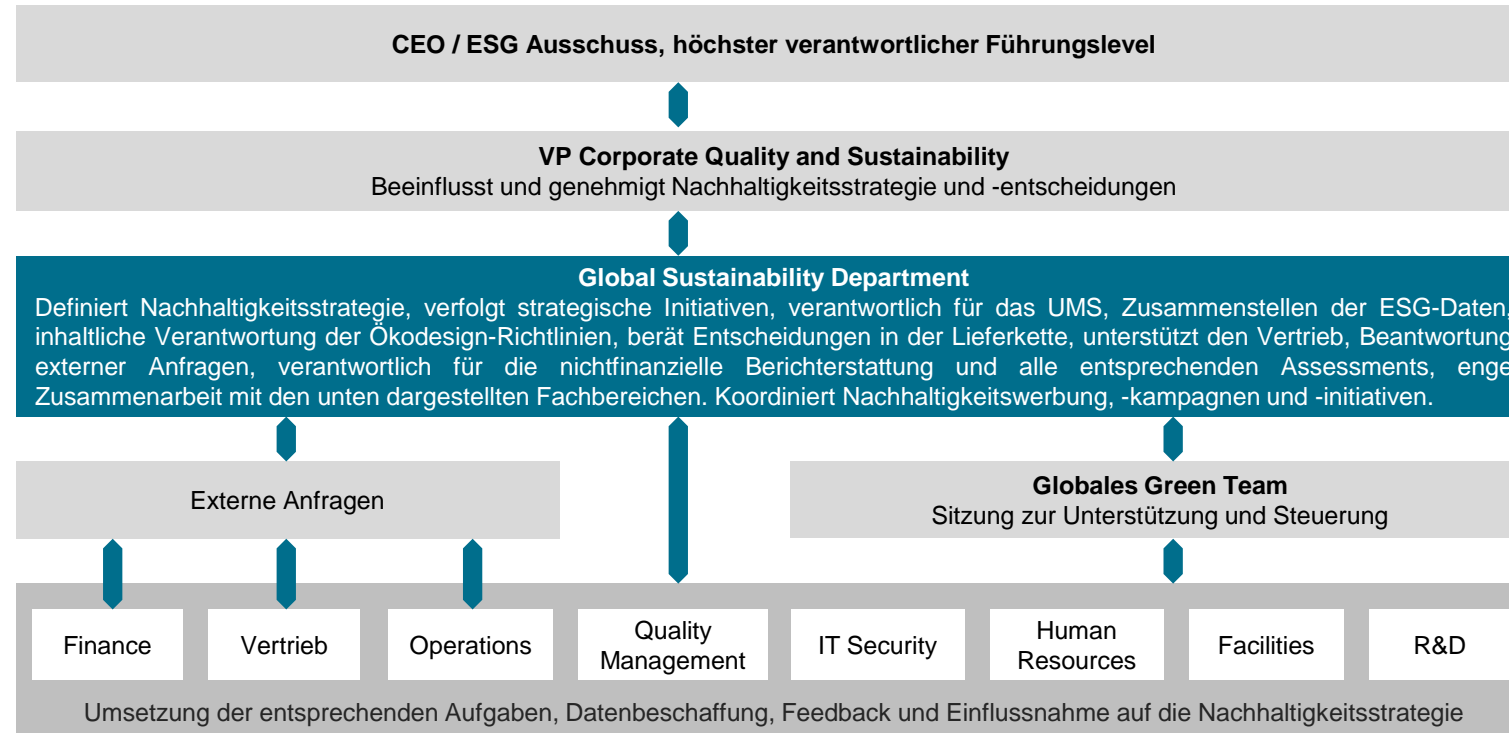 CEO / ESG Ausschuss, höchster verantwortlicher Führungslevel
VP Corporate Quality and Sustainability
Beeinflusst und genehmigt Nachhaltigkeitsstrategie und -entscheidungen
Global Sustainability Department
Definiert Nachhaltigkeitsstrategie, verfolgt strategische Initiativen, verantwortlich für das UMS, Zusammenstellen der ESG-Daten,
inhaltliche Verantwortung der Ökodesign-Richtlinien, berät Entscheidungen in der Lieferkette, unterstützt den Vertrieb, Beantwortung
externer Anfragen, verantwortlich für die nichtfinanzielle Berichterstattung und alle entsprechenden Assessments, enge
Zusammenarbeit mit den unten dargestellten Fachbereichen. Koordiniert Nachhaltigkeitswerbung, -kampagnen und -initiativen.
Externe Anfragen
Globales Green Team
Sitzung zur Unterstützung und Steuerung
Finance
Vertrieb
Operations
Quality
Management
IT Security
Human
Resources
Facilities
R&D
Umsetzung der entsprechenden Aufgaben, Datenbeschaffung, Feedback und Einflussnahme auf die Nachhaltigkeitsstrategie